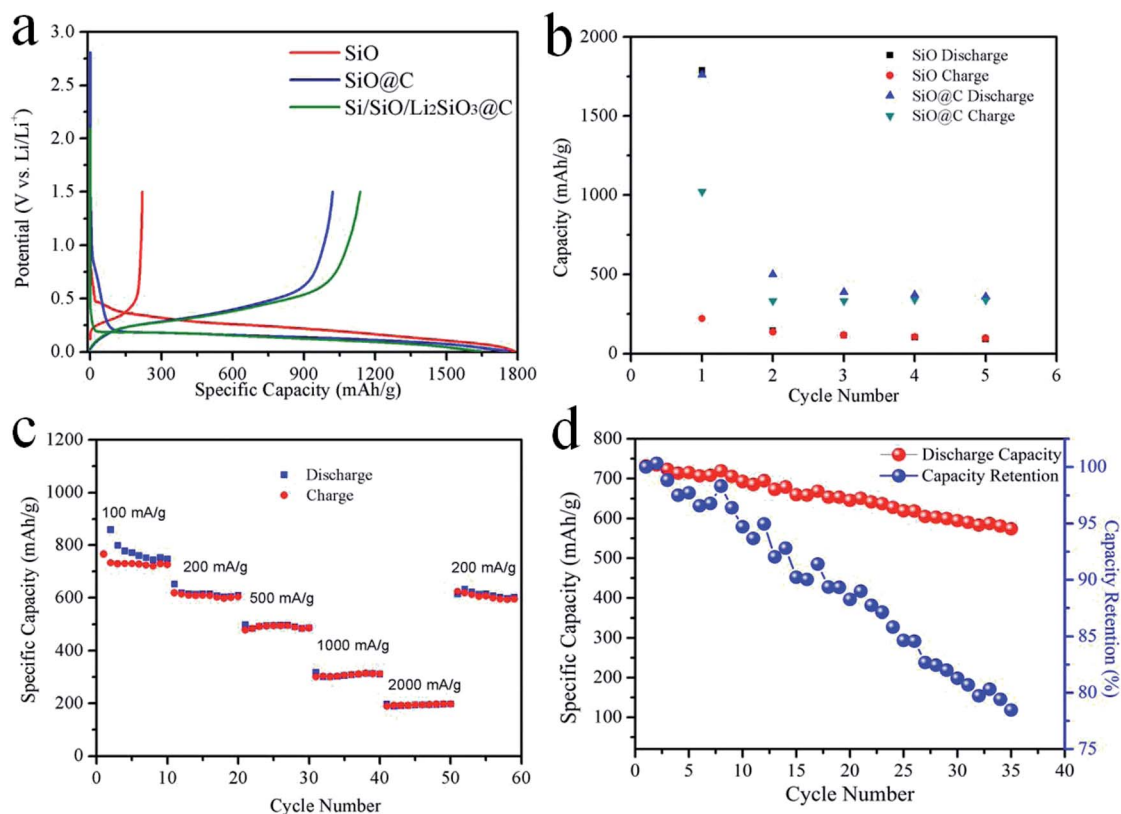 a
3.0
2.5
2.0
1.5
1.0
0.5
0.0
Potential (V vs. Li/Li⁺)
SiO
SiO@C
Si/SiO/Li₂SiO₃@C
0 300 600 900 1200 1500 1800
Specific Capacity (mAh/g)
b
2000
1500
1000
500
0
Capacity (mAh/g)
SiO Discharge
SiO Charge
SiO@C Discharge
SiO@C Charge
0 1 2 3 4 5 6
Cycle Number
c
1200
1000
800
600
400
200
0
Specific Capacity (mAh/g)
Discharge
Charge
100 mA/g
200 mA/g
500 mA/g
1000 mA/g
2000 mA/g
200 mA/g
0 10 20 30 40 50 60
Cycle Number
d
800
700
600
500
400
300
200
100
Specific Capacity (mAh/g)
Discharge Capacity
Capacity Retention
100
95
90
85
80
75
Capacity Retention (%)
0 5 10 15 20 25 30 35 40
Cycle Number